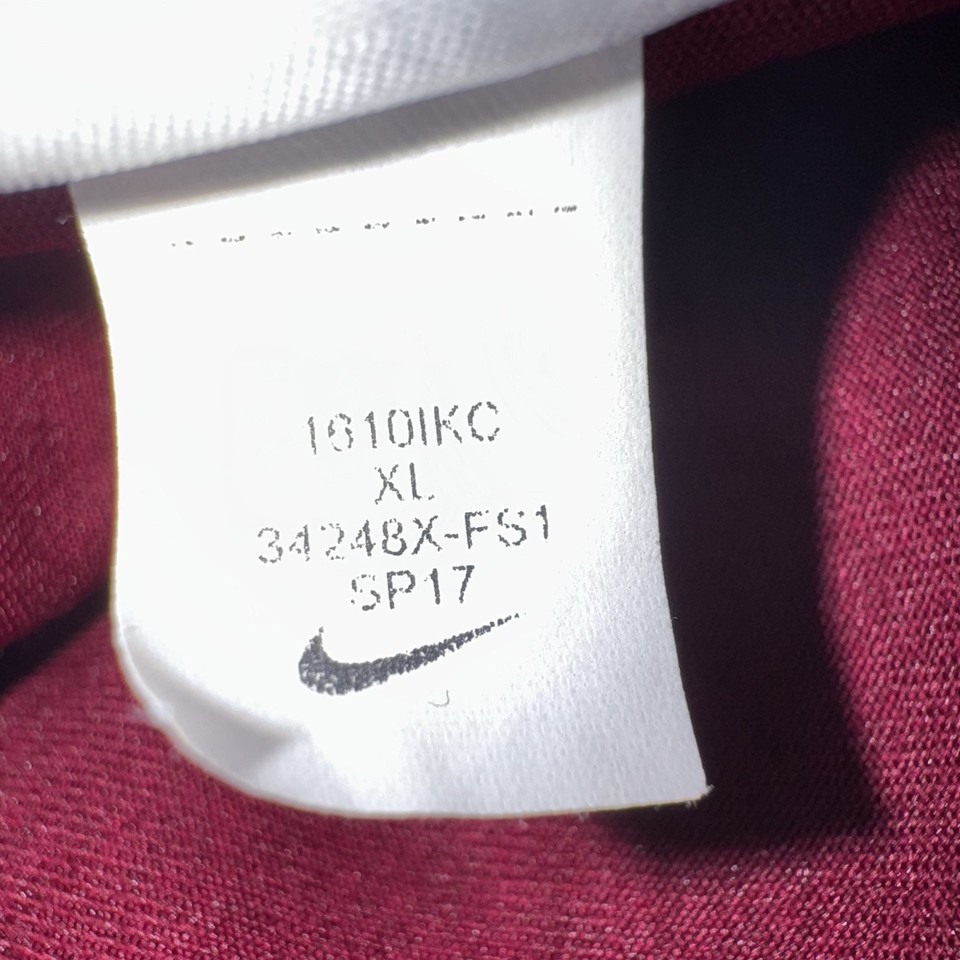 1610IKC
XL
34248X-FS1
SP17